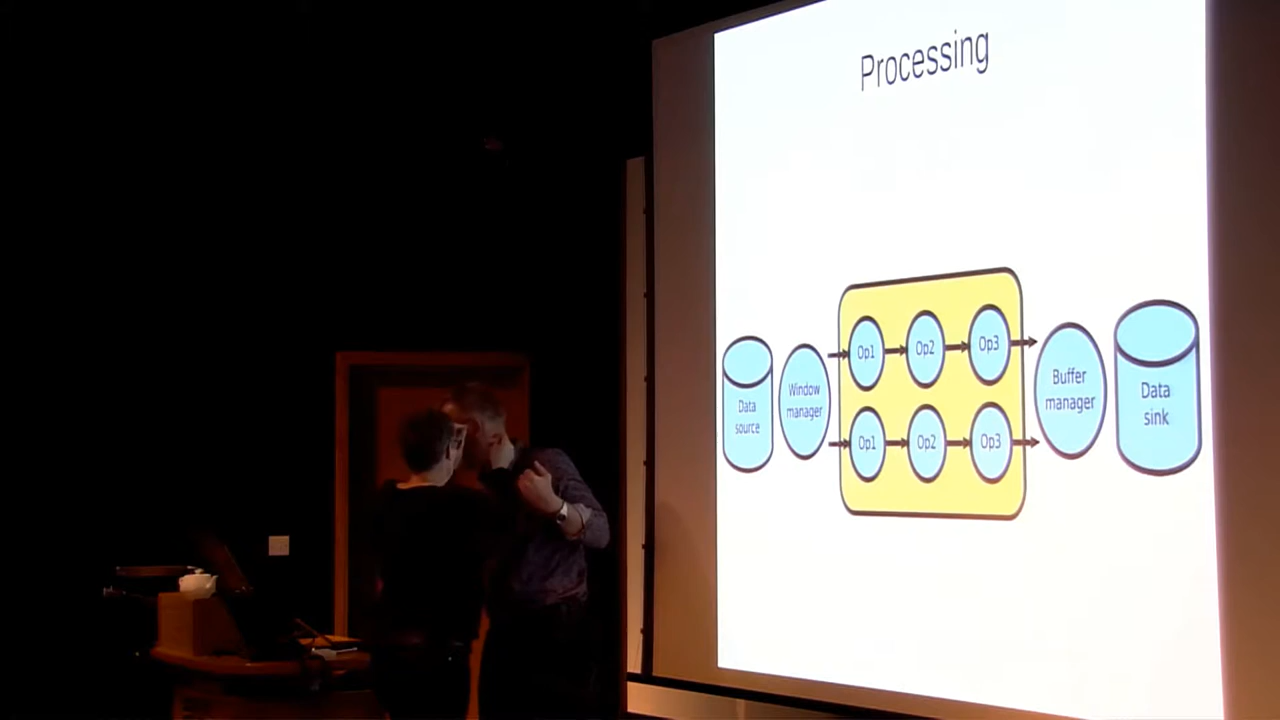 Processing
Data
source
Window
manager
Op1
Op2
Op3
Op1
Op2
Op3
Buffer
manager
Data
sink